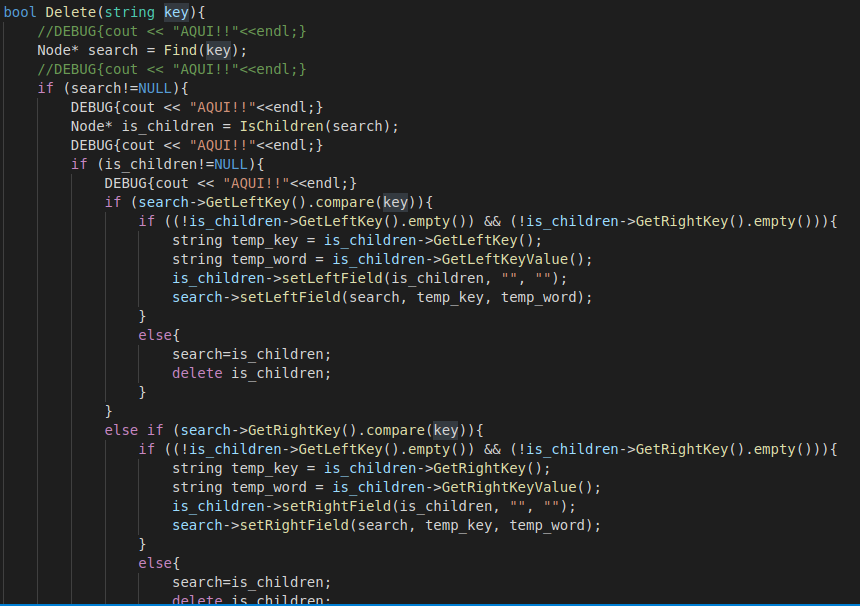 bool Delete(string key){
    //DEBUG{cout << "AQUI!!"<<endl;}
    Node* search = Find(key);
    //DEBUG{cout << "AQUI!!"<<endl;}
    if (search!=NULL){
        DEBUG{cout << "AQUI!!"<<endl;}
        Node* is_children = IsChildren(search);
        DEBUG{cout << "AQUI!!"<<endl;}
        if (is_children!=NULL){
            DEBUG{cout << "AQUI!!"<<endl;}
            if (search->GetLeftKey().compare(key)){
                if ((!is_children->GetLeftKey().empty()) && (!is_children->GetRightKey().empty())){
                    string temp_key = is_children->GetLeftKey();
                    string temp_word = is_children->GetLeftKeyValue();
                    is_children->setLeftField(is_children, "", "");
                    search->setLeftField(search, temp_key, temp_word);
                }
                else{
                    search=is_children;
                    delete is_children;
                }
            }
            else if (search->GetRightKey().compare(key)){
                if ((!is_children->GetLeftKey().empty()) && (!is_children->GetRightKey().empty())){
                    string temp_key = is_children->GetRightKey();
                    string temp_word = is_children->GetRightKeyValue();
                    is_children->setRightField(is_children, "", "");
                    search->setRightField(search, temp_key, temp_word);
                }
                else{
                    search=is_children;
                    delete is_children;